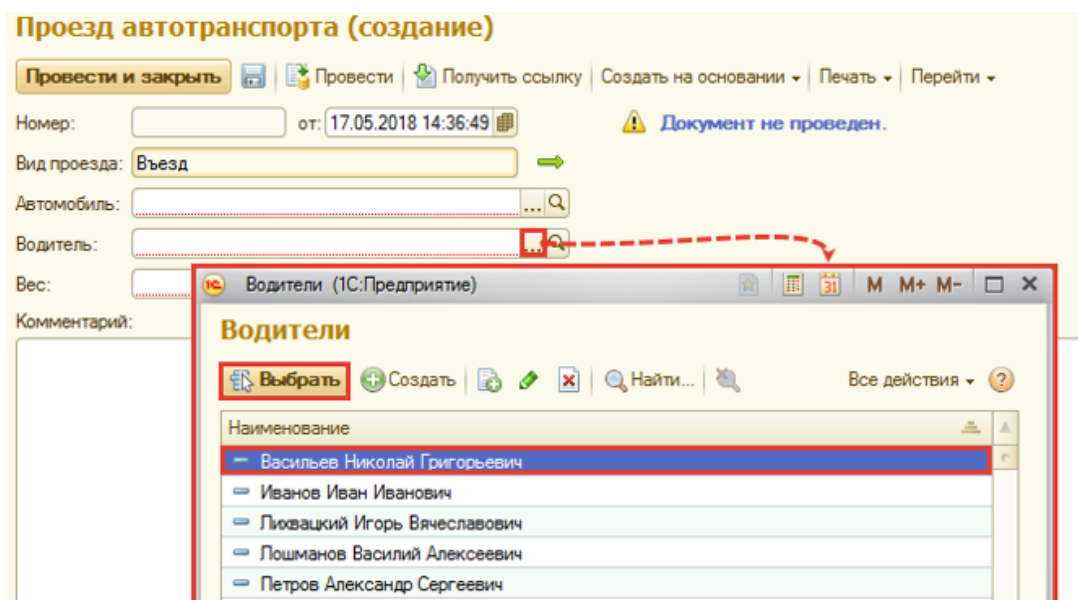 Проезд автотранспорта (создание)
Провести и закрыть Провести Получить ссылку Создать на основании Печать Перейти
Номер: от: 17.05.2018 14:36:49 Документ не проведен.
Вид проезда: Въезд
Автомобиль: ...
Водитель: ...
Вес:
Комментарий:
1С Водители (1С:Предприятие) 31 M M+ M-
Водители
Выбрать Создать Найти... Все действия ?
Наименование
Васильев Николай Григорьевич
Иванов Иван Иванович
Лихвацкий Игорь Вячеславович
Лошманов Василий Алексеевич
Петров Александр Сергеевич